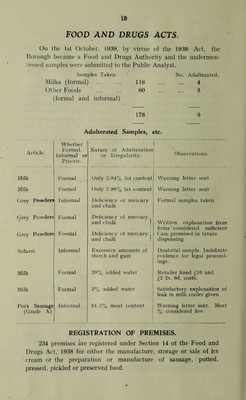 18
FOOD AND DRUGS ACTS.
On the 1st October, 1939, by virtue of the 1938 Act, the
Borough became a Food and Drugs Authority and the undermen-
tioned samples were submitted to the Public Analyst.
Samples Taken. No. Adulterated.
Milks (formal) ... ... 118 ... 4
Other Foods ... ... 60 ... 5
(formal and informal)
178 9
Adulterated Samples, etc.
Article. Whether Formal, Informal or Private. Nature of Adulteration or Irregularity. Observations.
Milk Formal Only 2.84% fat content Warning letter sent
Milk Formal Only 2.99% fat content Warning letter sent
Grey Powders Informal Deficiency of mercury and chalk Formal samples taken
Grey Powders Formal Deficiency of mercury and chalk
Grey Powders Formal Deficiency of mercury and chalk
Written explanation from firms considered sufficient Care promised in future dispensing
Solazzi Informal Excessive amounts of starch and gum Doubtful sample. Indefinite evidence for legal proceedings.
Milk Formal 20% added water Retailer fined £10 and £2 2s. 0d. costs.
Milk Formal 3% added water Satisfactory explanation of leak in milk cooler given
Pork Sausage (Grade A) Informal 61.5% meat content Warning letter sent. Meat % considered low
REGISTRATION OF PREMISES.
234 premises are registered under Section 14 of the Food and
Drugs Act, 1938 for either the manufacture, storage or sale of ice
cream or the preparation or manufacture of sausage, potted,
pressed, pickled or preserved food.